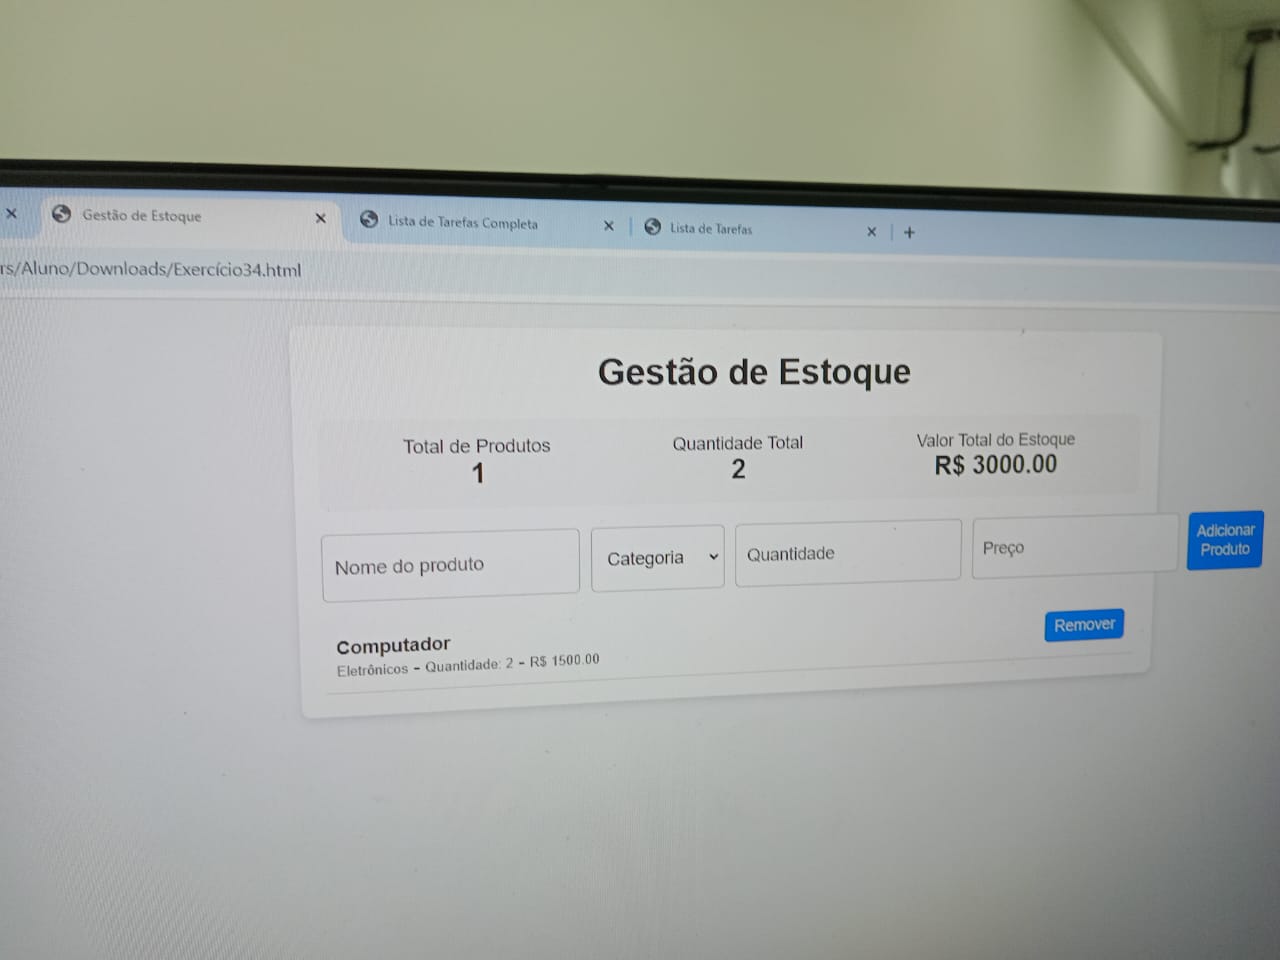 Gestão de Estoque
Lista de Tarefas Completa
Lista de Tarefas
rs/Aluno/Downloads/Exercício34.html
Gestão de Estoque
Total de Produtos
1
Quantidade Total
2
Valor Total do Estoque
R$ 3000.00
Nome do produto
Categoria
Quantidade
Preço
Adicionar
Produto
Computador
Eletrônicos - Quantidade: 2 - R$ 1500.00
Remover